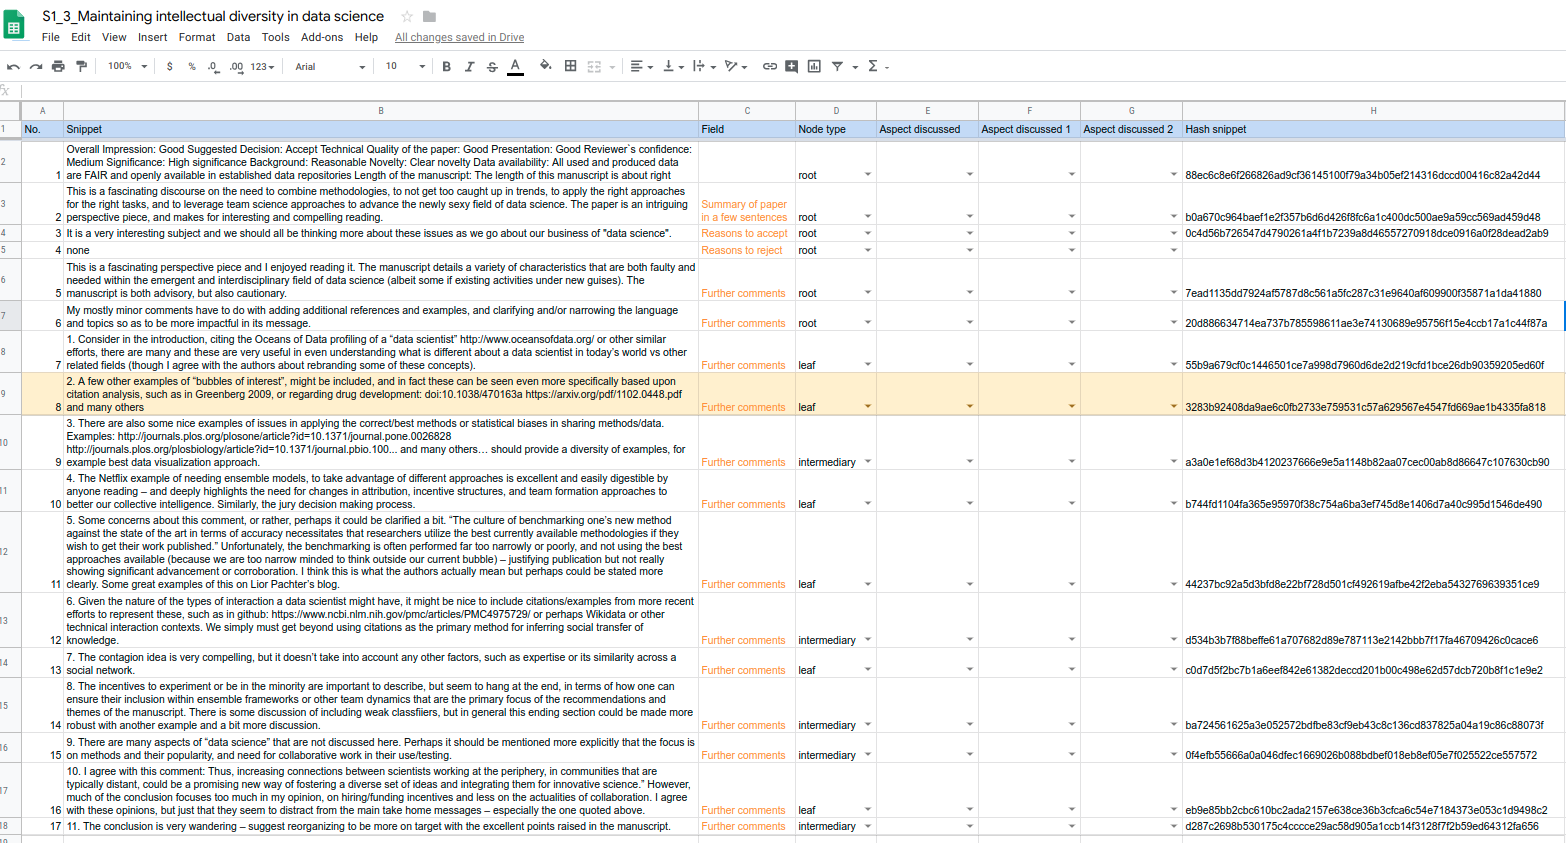 S1_3_Maintaining intellectual diversity in data science
File Edit View Insert Format Data Tools Add-ons Help All changes saved in Drive
100% $ % .0 .00 123 Arial 10 B I S A Σ
fx
A B C D E F G H
1 No. Snippet Field Node type Aspect discussed Aspect discussed 1 Aspect discussed 2 Hash snippet
Overall Impression: Good Suggested Decision: Accept Technical Quality of the paper: Good Presentation: Good Reviewer`s confidence:
2 Medium Significance: High significance Background: Reasonable Novelty: Clear novelty Data availability: All used and produced data
1 are FAIR and openly available in established data repositories Length of the manuscript: The length of this manuscript is about right root 88ec6c8e6f266826ad9cf36145100f79a34b05ef214316dccd00416c82a42d44
This is a fascinating discourse on the need to combine methodologies, to not get too caught up in trends, to apply the right approaches
3 for the right tasks, and to leverage team science approaches to advance the newly sexy field of data science. The paper is an intriguing Summary of paper
2 perspective piece, and makes for interesting and compelling reading. in a few sentences root b0a670c964baef1e2f357b6d6d426f8fc6a1c400dc500ae9a59cc569ad459d48
4 3 It is a very interesting subject and we should all be thinking more about these issues as we go about our business of "data science". Reasons to accept root 0c4d56b726547d4790261a4f1b7239a8d46557270918dce0916a0f28dead2ab9
5 4 none Reasons to reject
This is a fascinating perspective piece and I enjoyed reading it. The manuscript details a variety of characteristics that are both faulty and
6 needed within the emergent and interdisciplinary field of data science (albeit some if existing activities under new guises). The
5 manuscript is both advisory, but also cautionary. Further comments root 7ead1135dd7924af5787d8c561a5fc287c31e9640af609900f35871a1da41880
7 My mostly minor comments have to do with adding additional references and examples, and clarifying and/or narrowing the language
6 and topics so as to be more impactful in its message. Further comments root 20d886634714ea737b785598611ae3e74130689e95756f15e4ccb17a1c44f87a
1. Consider in the introduction, citing the Oceans of Data profiling of a “data scientist” http://www.oceansofdata.org/ or other similar
8 efforts, there are many and these are very useful in even understanding what is different about a data scientist in today’s world vs other
7 related fields (though I agree with the authors about rebranding some of these concepts). Further comments leaf 55b9a679cf0c1446501ce7a998d7960d6de2d219cfd1bce26db90359205ed60f
2. A few other examples of “bubbles of interest”, might be included, and in fact these can be seen even more specifically based upon
9 citation analysis, such as in Greenberg 2009, or regarding drug development: doi:10.1038/470163a https://arxiv.org/pdf/1102.0448.pdf
8 and many others Further comments leaf 3283b92408da9ae6c0fb2733e759531c57a629567e4547fd669ae1b4335fa818
3. There are also some nice examples of issues in applying the correct/best methods or statistical biases in sharing methods/data.
10 Examples: http://journals.plos.org/plosone/article?id=10.1371/journal.pone.0026828
http://journals.plos.org/plosbiology/article?id=10.1371/journal.pbio.100... and many others… should provide a diversity of examples, for
9 example best data visualization approach. Further comments intermediary a3a0e1ef68d3b4120237666e9e5a1148b82aa07cec00ab8d86647c107630cb90
4. The Netflix example of needing ensemble models, to take advantage of different approaches is excellent and easily digestible by
11 anyone reading – and deeply highlights the need for changes in attribution, incentive structures, and team formation approaches to
10 better our collective intelligence. Similarly, the jury decision making process. Further comments leaf b744fd1104fa365e95970f38c754a6ba3ef745d8e1406d7a40c995d1546de490
5. Some concerns about this comment, or rather, perhaps it could be clarified a bit. “The culture of benchmarking one’s new method
against the state of the art in terms of accuracy necessitates that researchers utilize the best currently available methodologies if they
12 wish to get their work published.” Unfortunately, the benchmarking is often performed far too narrowly or poorly, and not using the best
approaches available (because we are too narrow minded to think outside our current bubble) – justifying publication but not really
showing significant advancement or corroboration. I think this is what the authors actually mean but perhaps could be stated more
11 clearly. Some great examples of this on Lior Pachter’s blog. Further comments leaf 44237bc92a5d3bfd8e22bf728d501cf492619afbe42f2eba5432769639351ce9
6. Given the nature of the types of interaction a data scientist might have, it might be nice to include citations/examples from more recent
13 efforts to represent these, such as in github: https://www.ncbi.nlm.nih.gov/pmc/articles/PMC4975729/ or perhaps Wikidata or other
technical interaction contexts. We simply must get beyond using citations as the primary method for inferring social transfer of
12 knowledge. Further comments intermediary d534b3b7f88beffe61a707682d89e787113e2142bbb7f17fa46709426c0cace6
14 7. The contagion idea is very compelling, but it doesn’t take into account any other factors, such as expertise or its similarity across a
13 social network. Further comments leaf c0d7d5f2bc7b1a6eef842e61382deccd201b00c498e62d57dcb720b8f1c1e9e2
8. The incentives to experiment or be in the minority are important to describe, but seem to hang at the end, in terms of how one can
15 ensure their inclusion within ensemble frameworks or other team dynamics that are the primary focus of the recommendations and
themes of the manuscript. There is some discussion of including weak classfiiers, but in general this ending section could be made more
14 robust with another example and a bit more discussion. Further comments intermediary ba724561625a3e052572bdfbe83cf9eb43c8c136cd837825a04a19c86c88073f
16 9. There are many aspects of “data science” that are not discussed here. Perhaps it should be mentioned more explicitly that the focus is
15 on methods and their popularity, and need for collaborative work in their use/testing. Further comments intermediary 0f4efb55666a0a046dfec1669026b088bdbef018eb8ef05e7f025522ce557572
10. I agree with this comment: Thus, increasing connections between scientists working at the periphery, in communities that are
17 typically distant, could be a promising new way of fostering a diverse set of ideas and integrating them for innovative science.” However,
much of the conclusion focuses too much in my opinion, on hiring/funding incentives and less on the actualities of collaboration. I agree
16 with these opinions, but just that they seem to distract from the main take home messages – especially the one quoted above. Further comments leaf eb9e85bb2cbc610bc2ada2157e638ce36b3cfca6c54e7184373e053c1d9498c2
18 17 11. The conclusion is very wandering – suggest reorganizing to be more on target with the excellent points raised in the manuscript. Further comments intermediary d287c2698b530175c4cccce29ac58d905a1ccb14f3128f7f2b59ed64312fa656